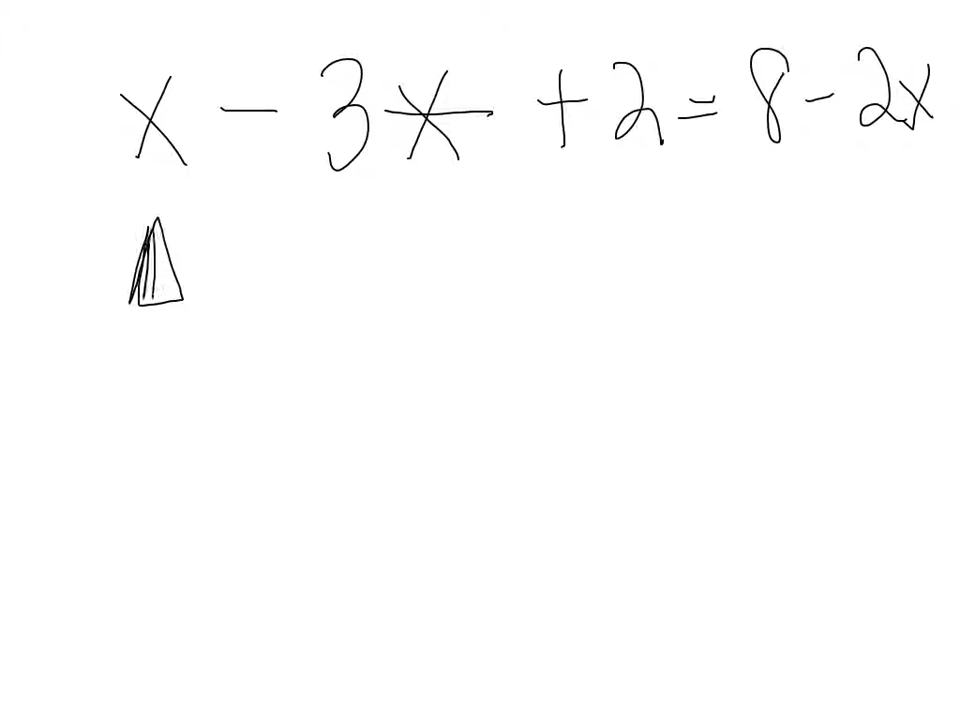 x - 3x + 2 = 8 - 2x